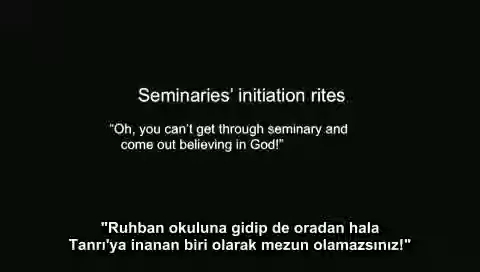 Seminaries' initiation rites
“Oh, you can’t get through seminary and
come out believing in God!”
"Ruhban okuluna gidip de oradan hala
Tanrı'ya inanan biri olarak mezun olamazsınız!"